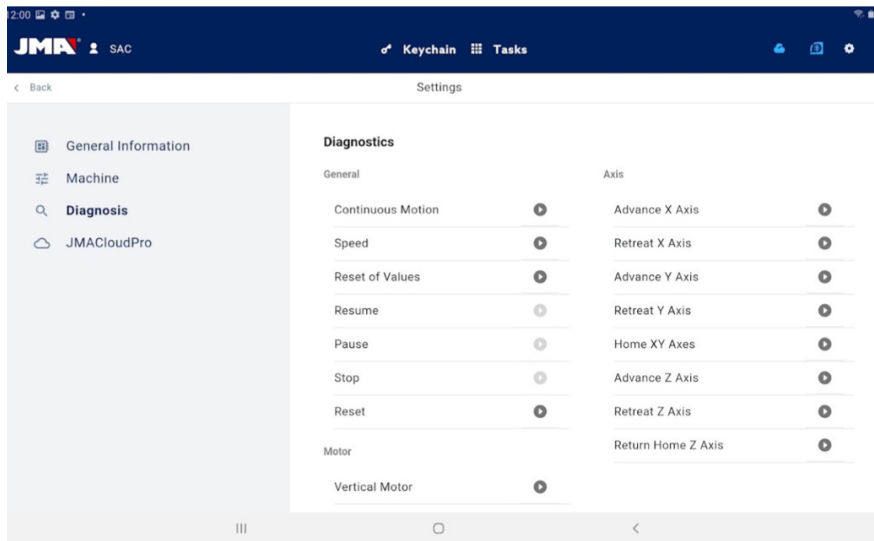 12:00
JMA SAC Keychain Tasks
Back Settings
General Information
Machine
Diagnosis
JMACloudPro
Diagnostics
General
Continuous Motion
Speed
Reset of Values
Resume
Pause
Stop
Reset
Motor
Vertical Motor
Axis
Advance X Axis
Retreat X Axis
Advance Y Axis
Retreat Y Axis
Home XY Axes
Advance Z Axis
Retreat Z Axis
Return Home Z Axis